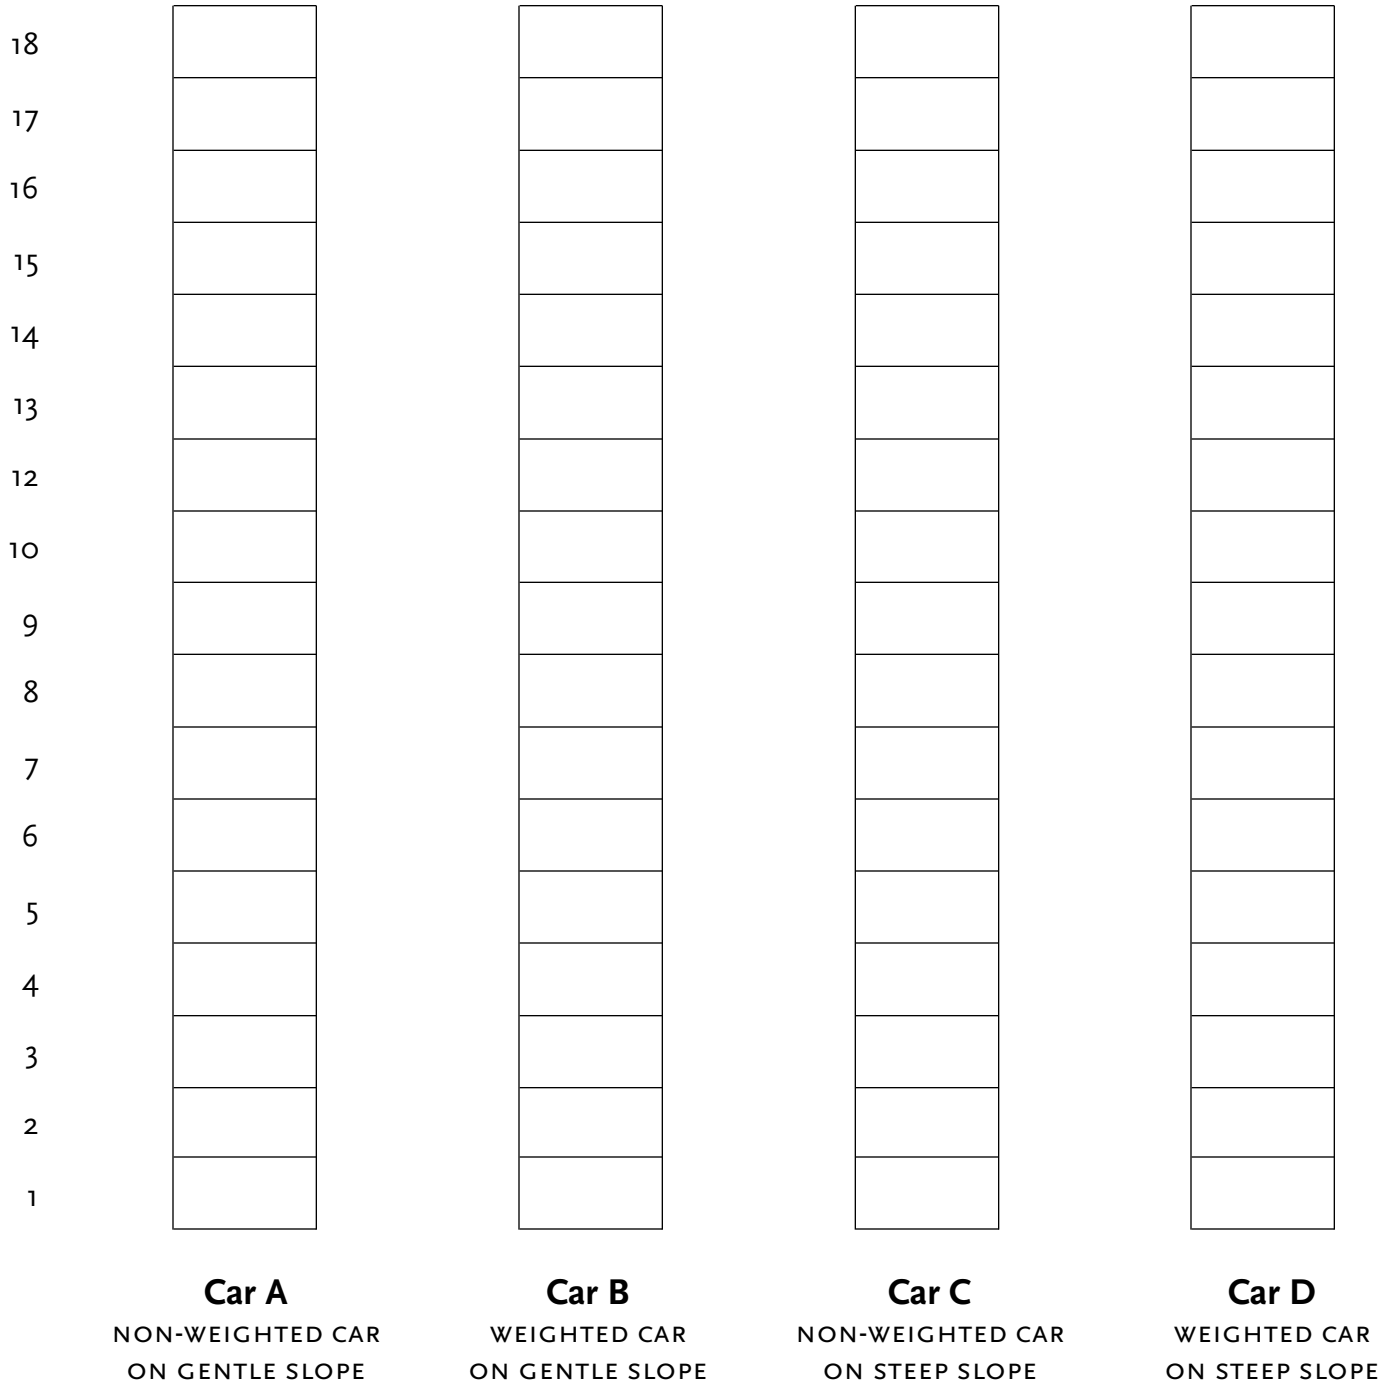 18
17
16
15
14
13
12
10
9
8
7
6
5
4
3
2
1
Car A
NON-WEIGHTED CAR
ON GENTLE SLOPE
Car B
WEIGHTED CAR
ON GENTLE SLOPE
Car C
NON-WEIGHTED CAR
ON STEEP SLOPE
Car D
WEIGHTED CAR
ON STEEP SLOPE